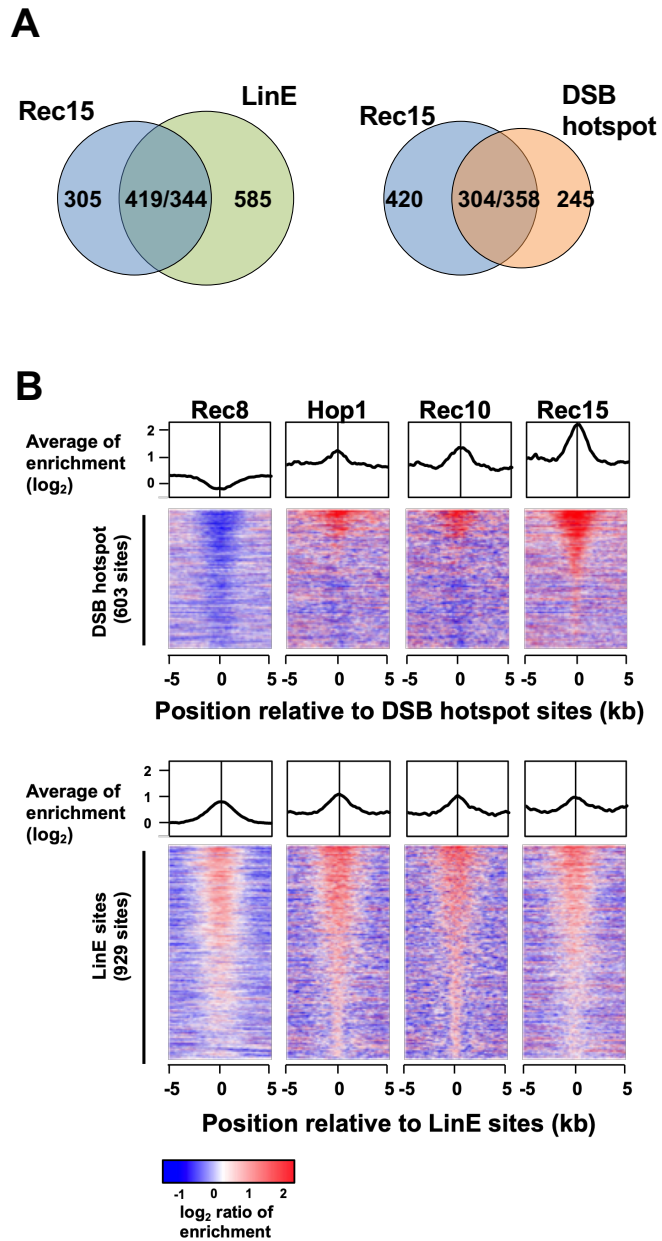 A
Rec15
LinE
305
419/344
585
Rec15
DSB
hotspot
420
304/358
245
B
Rec8
Hop1
Rec10
Rec15
Average of
enrichment
(log2)
2
1
0
DSB hotspot
(603 sites)
-5 0 5 -5 0 5 -5 0 5 -5 0 5
Position relative to DSB hotspot sites (kb)
Average of
enrichment
(log2)
2
1
0
LinE sites
(929 sites)
-5 0 5 -5 0 5 -5 0 5 -5 0 5
Position relative to LinE sites (kb)
-1 0 1 2
log2 ratio of
enrichment